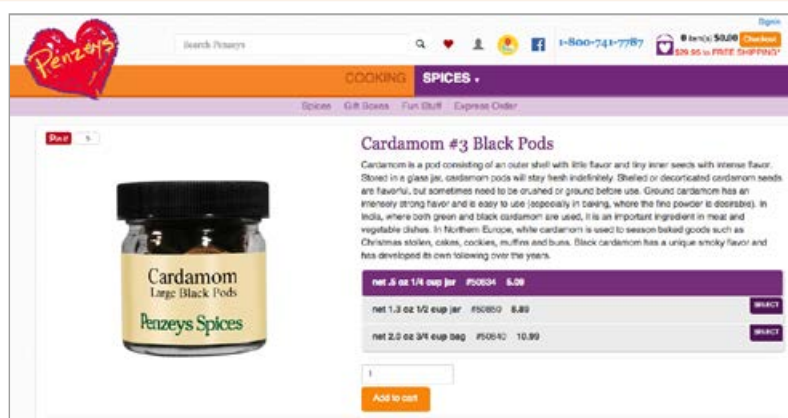 Signin
Penzeys
Search Penzeys
1-800-741-7787
0 item(s) $0.00 Checkout
$29.95 to FREE SHIPPING*
COOKING SPICES
Spices Gift Boxes Fun Stuff Express Order
Pin it 5
Cardamom #3 Black Pods
Cardamom is a pod consisting of an outer shell with little flavor and tiny inner seeds with intense flavor.
Stored in a glass jar, cardamom pods will stay fresh indefinitely. Shelled or decorticated cardamom seeds
are flavorful, but sometimes need to be crushed or ground before use. Ground cardamom has an
intensely strong flavor and is easy to use (especially in baking, where the fine powder is desirable). In
India, where both green and black cardamom are used, it is an important ingredient in meat and
vegetable dishes. In Northern Europe, white cardamom is used to season baked goods such as
Christmas stollen, cakes, cookies, muffins and buns. Black cardamom has a unique smoky flavor and
has developed its own following over the years.
Cardamom
Large Black Pods
Penzeys Spices
net .5 oz 1/4 cup jar #50834 5.09
net 1.3 oz 1/2 cup jar #50850 8.89 SELECT
net 2.0 oz 3/4 cup bag #50840 10.99 SELECT
1
Add to cart